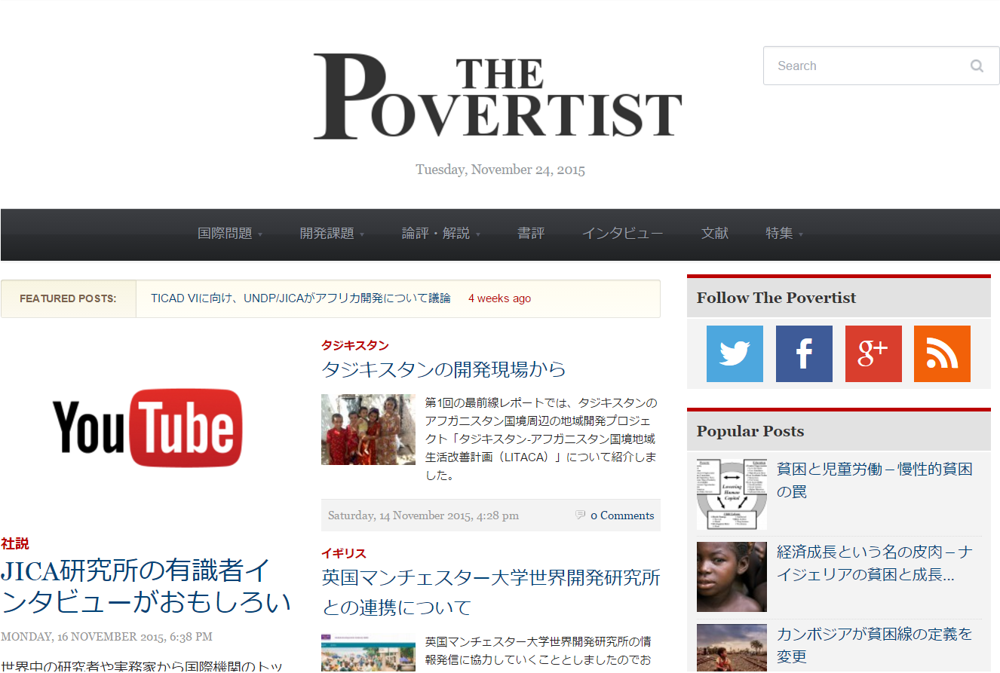 THE
POVERTIST
Search
Tuesday, November 24, 2015
国際問題 開発課題 論評・解説 書評 インタビュー 文献 特集
FEATURED POSTS: TICAD VIに向け、UNDP/JICAがアフリカ開発について議論 4 weeks ago
YouTube
社説
JICA研究所の有識者イ
ンタビューがおもしろい
MONDAY, 16 NOVEMBER 2015, 6:38 PM
世界中の研究者や実務家から国際機関のトッ
タジキスタン
タジキスタンの開発現場から
第1回の最前線レポートでは、タジキスタンの
アフガニスタン国境周辺の地域開発プロジェ
クト「タジキスタン-アフガニスタン国境地域
生活改善計画（LITACA）」について紹介しま
した。
Saturday, 14 November 2015, 4:28 pm 0 Comments
イギリス
英国マンチェスター大学世界開発研究所
との連携について
英国マンチェスター大学世界開発研究所の情
報発信に協力していくこととしましたのでお
Follow The Povertist
f
g+
Popular Posts
Lowering
Human
Capital
貧困と児童労働 – 慢性的貧困
の罠
経済成長という名の皮肉 – ナ
イジェリアの貧困と成長...
カンボジアが貧困線の定義を
変更